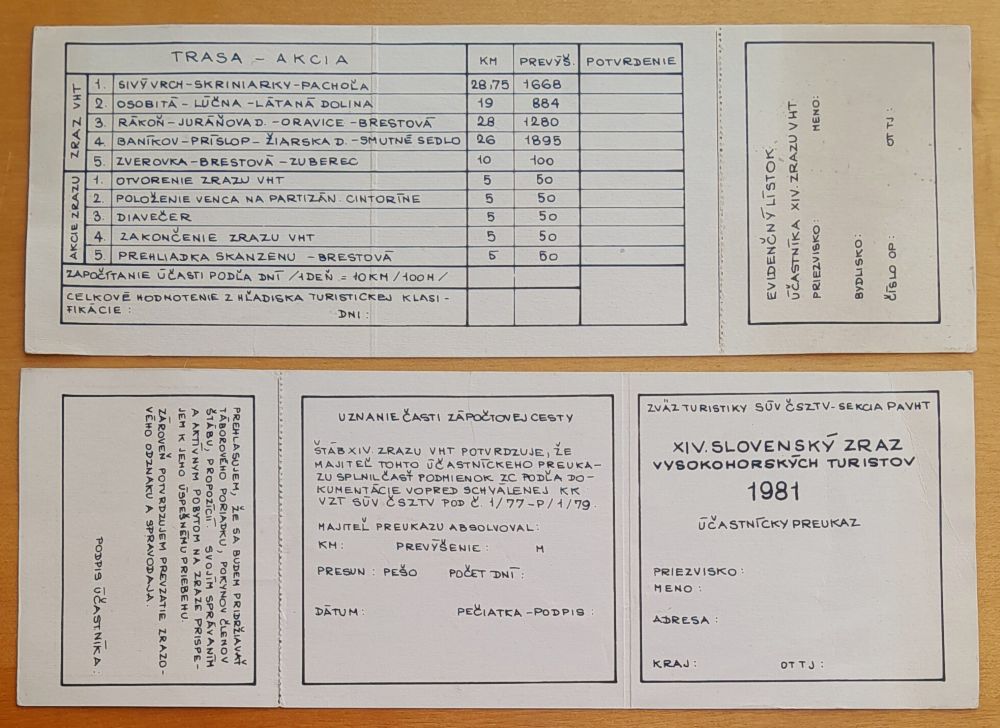 TRASA - AKCIA KM PREVÝŠ. POTVRDENIE
ZRAZ VHT
1. SIVÝ VRCH-SKRINIARKY-PACHOĽA 28,75 1668
2. OSOBITÁ - LÚČNA - LÁTANÁ DOLINA 19 884
3. RÁKOŇ-JURÁŇOVA D. - ORAVICE - BRESTOVÁ 28 1280
4. BANÍKOV-PRÍSLOP - ŽIARSKA D. -SMUTNÉ SEDLO 26 1895
5. ZVEROVKA-BRESTOVÁ-ZUBEREC 10 100
AKCIE ZRAZU
1. OTVORENIE ZRAZU VHT 5 50
2. POLOŽENIE VENCA NA PARTIZÁN. CINTORÍNE 5 50
3. DIAVEČER 5 50
4. ZAKONČENIE ZRAZU VHT 5 50
5. PREHLIADKA SKANZENU - BRESTOVÁ 5 50
ZAPOČÍTANIE ÚČASTI PODĽA DNÍ /1 DEŇ = 10 KM / 100 H /
CELKOVÉ HODNOTENIE Z HĽADISKA TURISTICKEJ KLASI -
FIKÁCIE : DNI :
EVIDENČNÝ LÍSTOK
ÚČASTNÍKA XIV. ZRAZU VHT
PRIEZVISKO: MENO:
BYDLISKO:
ČÍSLO OP: OT TJ:
PREHLASUJEM, ŽE SA BUDEM PRIDRŽIAVAŤ
TÁBOROVÉHO PORIADKU, POKYNOV ČLENOV
ŠTÁBU, PROPOZÍCIÍ. SVOJÍM SPRÁVANÍM
A AKTÍVNYM POBYTOM NA ZRAZE PRISPE-
JEM K JEHO ÚSPEŠNÉMU PRIEBEHU.
ZÁROVEŇ POTVRDZUJEM PREVZATIE ZRAZO-
VÉHO ODZNAKU A SPRAVODAJA.
PODPIS ÚČASTNÍKA :
UZNANIE ČASTI ZÁPOČTOVEJ CESTY
ŠTÁB XIV. ZRAZU VHT POTVRDZUJE, ŽE
MAJITEĽ TOHTO ÚČASTNÍCKEHO PREUKA-
ZU SPLNIL ČASŤ PODMIENOK ZC PODĽA DO-
KUMENTÁCIE VOPRED SCHVÁLENEJ KK
VZT SÚV ČSZTV POD Č. 1/77-P/1/79.
MAJITEĽ PREUKAZU ABSOLVOVAL:
KM: PREVÝŠENIE: M
PRESUN: PEŠO POČET DNÍ:
DÁTUM: PEČIATKA-PODPIS :
ZVÄZ TURISTIKY SÚV ČSZTV-SEKCIA PAVHT
XIV. SLOVENSKÝ ZRAZ
VYSOKOHORSKÝCH TURISTOV
1981
ÚČASTNÍCKY PREUKAZ
PRIEZVISKO:
MENO:
ADRESA:
KRAJ: OT TJ: